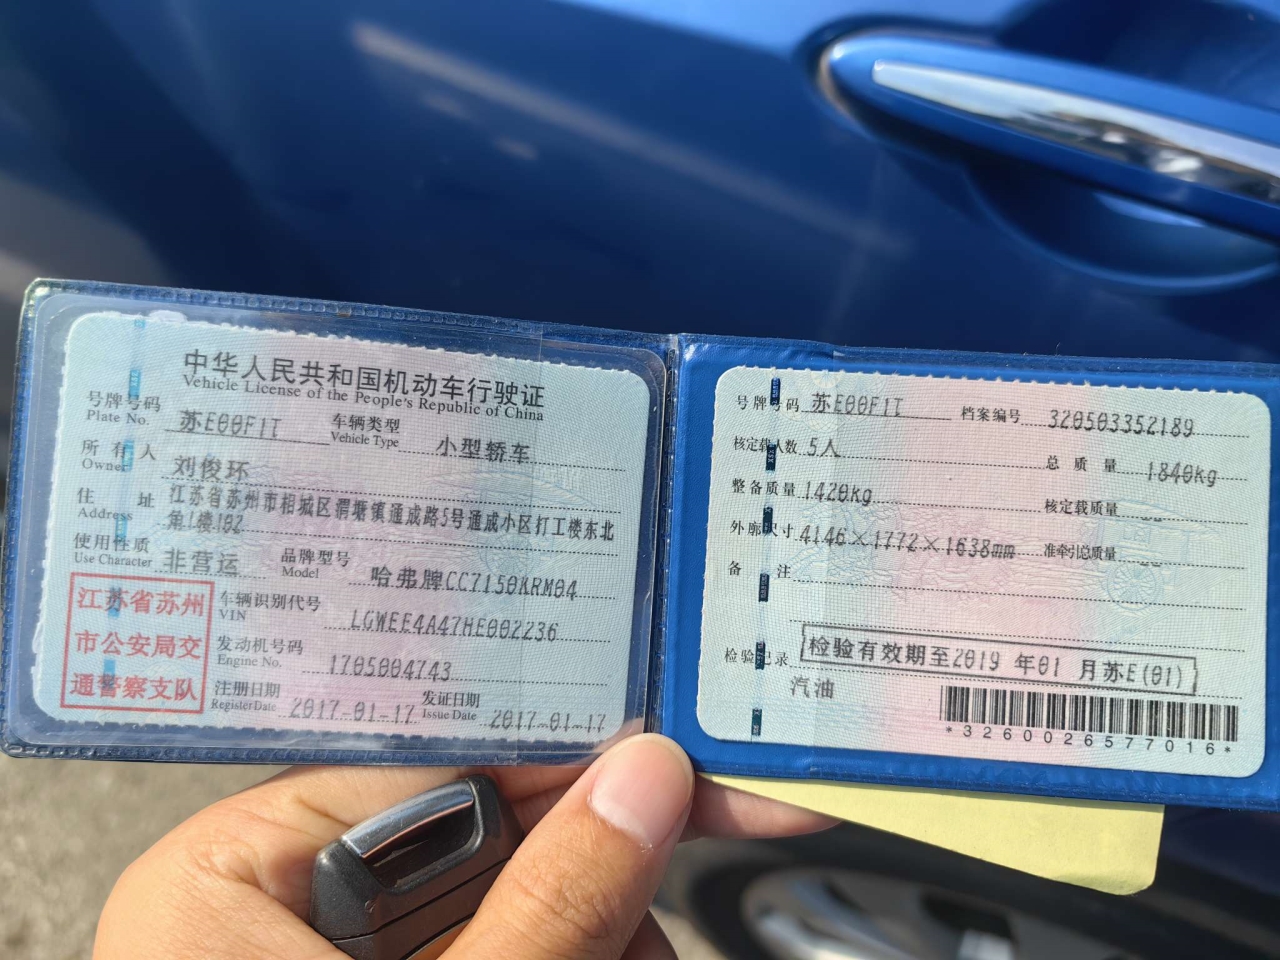 中华人民共和国机动车行驶证
Vehicle License of the People's Republic of China
号牌号码 苏E00F1T 车辆类型 小型轿车
Plate No. Vehicle Type
所有人 刘俊环
Owner
住址 江苏省苏州市相城区渭塘镇通成路5号通成小区打工楼东北
Address 角1楼102
使用性质 非营运 品牌型号 哈弗牌CC7150KRM04
Use Character Model
江苏省苏州
市公安局交
通警察支队
车辆识别代号 LGWEE4A47HE002236
VIN
发动机号码 1705004743
Engine No.
注册日期 2017-01-17 发证日期 2017-01-17
Register Date Issue Date
号牌号码 苏E00F1T 档案编号 320503352189
核定载人数 5人 总质量 1840kg
整备质量 1420kg 核定载质量 --
外廓尺寸 4146×1772×1638mm 准牵引总质量 --
备注
检验记录 检验有效期至2019年01月苏E(01)
汽油
*3260026577016*